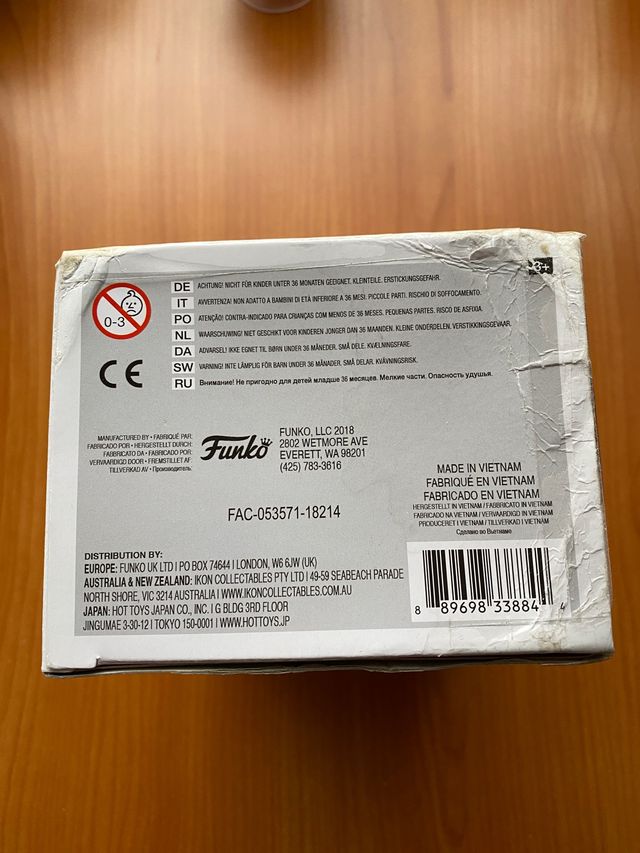 3+
0-3
DE ACHTUNG! NICHT FÜR KINDER UNTER 36 MONATEN GEEIGNET. KLEINTEILE. ERSTICKUNGSGEFAHR.
IT AVVERTENZA! NON ADATTO A BAMBINI DI ETÀ INFERIORE A 36 MESI. PICCOLE PARTI. RISCHIO DI SOFFOCAMENTO.
PO ATENÇÃO! CONTRA-INDICADO PARA CRIANÇAS COM MENOS DE 36 MESES. PEQUENAS PARTES. RISCO DE ASFIXIA.
NL WAARSCHUWING! NIET GESCHIKT VOOR KINDEREN JONGER DAN 36 MAANDEN. KLEINE ONDERDELEN. VERSTIKKINGSGEVAAR.
DA ADVARSEL! IKKE EGNET TIL BØRN UNDER 36 MÅNEDER. SMÅ DELE. KVÆLNINGSFARE.
SW VARNING! INTE LÄMPLIG FÖR BARN UNDER 36 MÅNADER. SMÅ DELAR. KVÄVNINGSRISK.
RU Внимание! Не пригодно для детей младше 36 месяцев. Мелкие части. Опасность удушья.
CE
MANUFACTURED BY • FABRIQUÉ PAR:
FABRICADO POR • HERGESTELLT DURCH:
FABBRICATO DA • FABRICADO POR:
VERVAARDIGD DOOR • FREMSTILLET AF:
TILLVERKAD AV • Производитель:
Funko
FUNKO, LLC 2018
2802 WETMORE AVE
EVERETT, WA 98201
(425) 783-3616
MADE IN VIETNAM
FABRIQUÉ EN VIETNAM
FABRICADO EN VIETNAM
HERGESTELLT IN VIETNAM / FABBRICATO IN VIETNAM
FABRICADO NA VIETNAM / VERVAARDIGD IN VIETNAM
PRODUCERET I VIETNAM / TILLVERKAD I VIETNAM
Сделано во Вьетнаме
FAC-053571-18214
DISTRIBUTION BY:
EUROPE: FUNKO UK LTD | PO BOX 74644 | LONDON, W6 6JW (UK)
AUSTRALIA & NEW ZEALAND: IKON COLLECTABLES PTY LTD | 49-59 SEABEACH PARADE
NORTH SHORE, VIC 3214 AUSTRALIA | WWW.IKONCOLLECTABLES.COM.AU
JAPAN: HOT TOYS JAPAN CO., INC. | G BLDG 3RD FLOOR
JINGUMAE 3-30-12 | TOKYO 150-0001 | WWW.HOTTOYS.JP
8 89698 33884 4